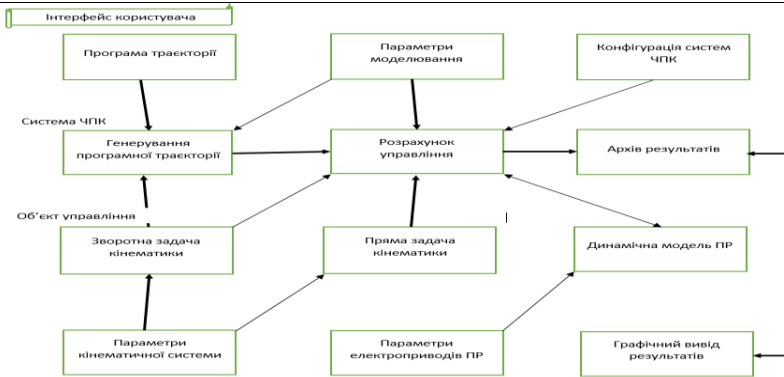 Інтерфейс користувача
Програма траєкторії
Параметри
моделювання
Конфігурація систем
ЧПК
Система ЧПК
Генерування
програмної траєкторії
Розрахунок
управління
Архів результатів
Об'єкт управління
Зворотна задача
кінематики
Пряма задача
кінематики
Динамічна модель ПР
Параметри
кінематичної системи
Параметри
електроприводів ПР
Графічний вивід
результатів